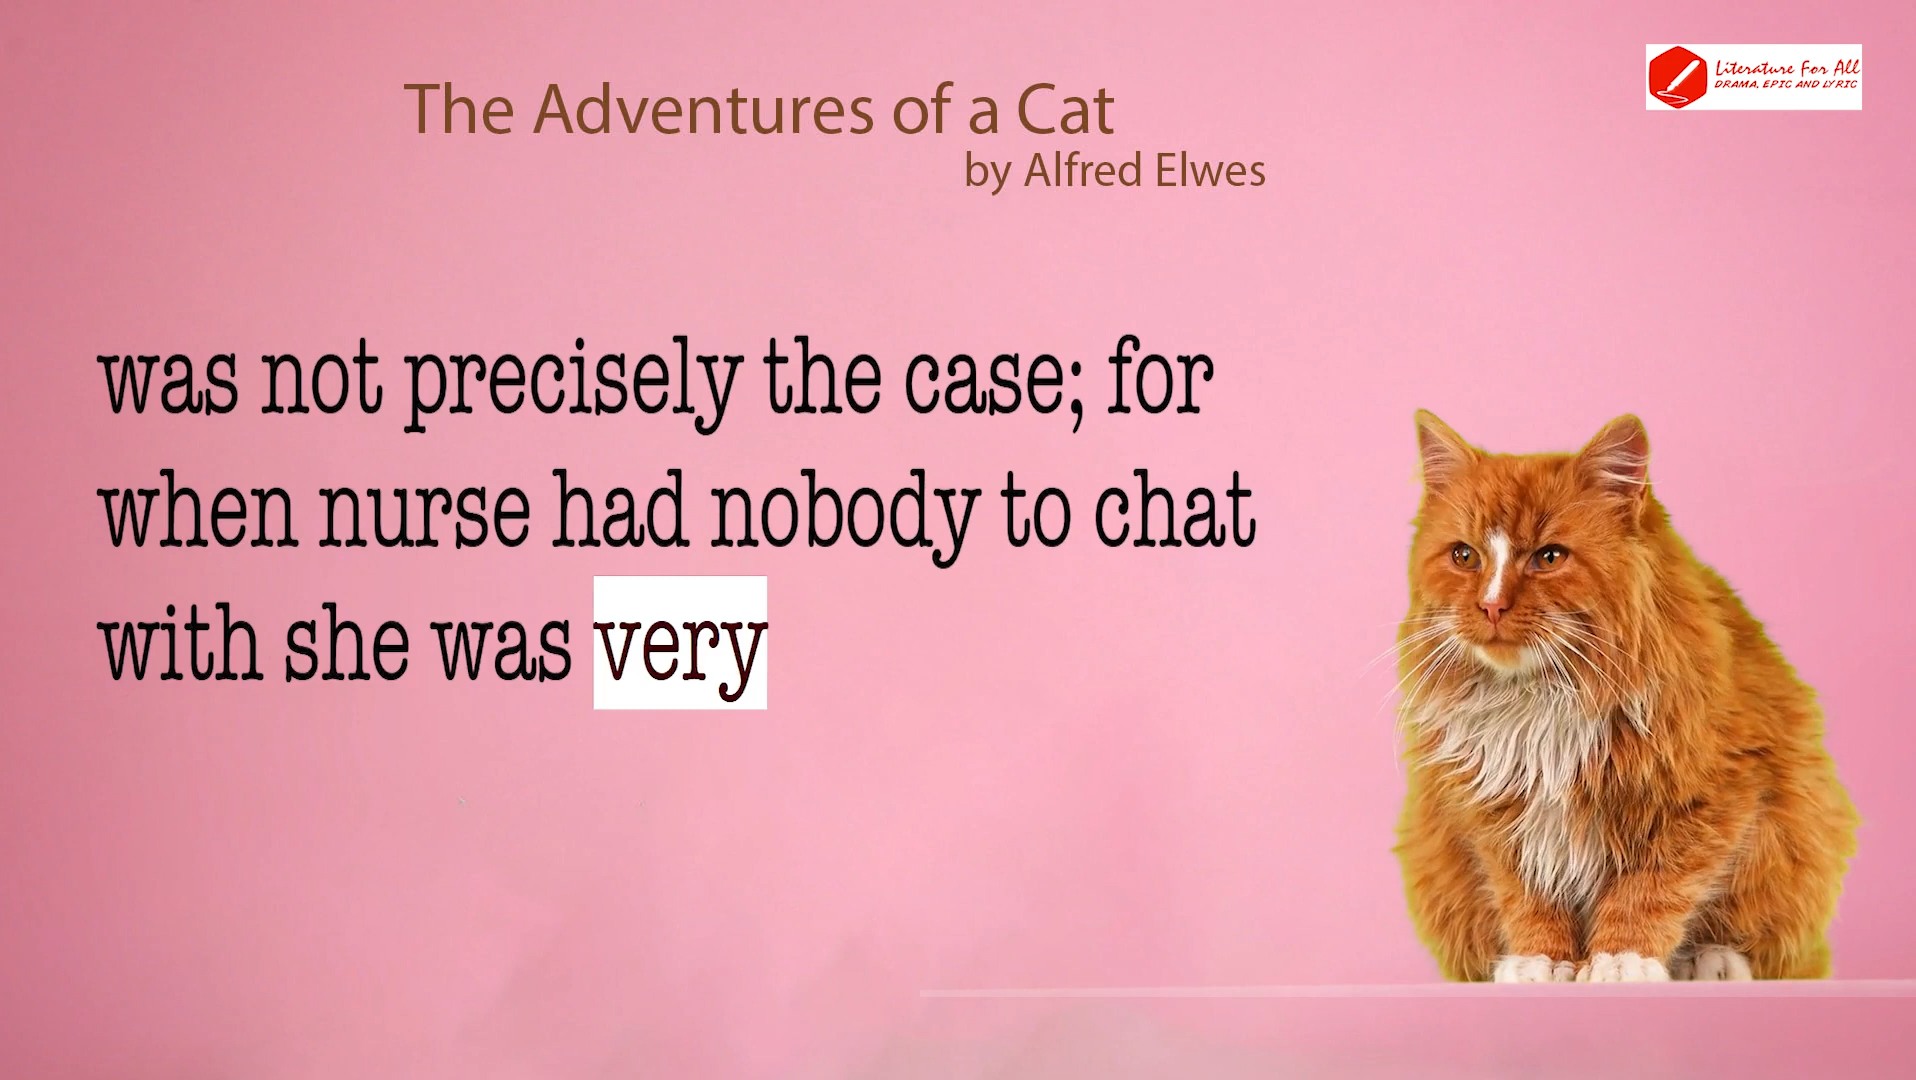 The Adventures of a Cat
by Alfred Elwes
Literature For All
DRAMA, EPIC AND LYRIC
was not precisely the case; for
when nurse had nobody to chat
with she was very